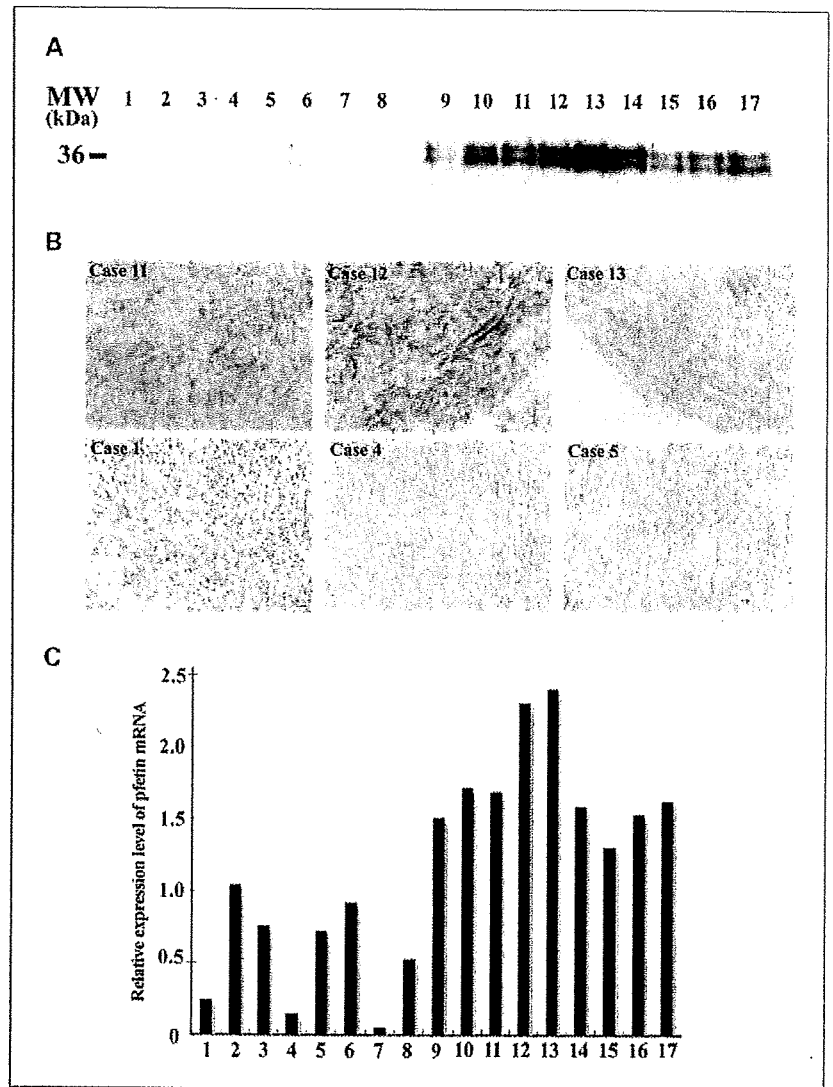 A
MW 1 2 3 4 5 6 7 8 9 10 11 12 13 14 15 16 17
(kDa)
36
B
Case 11 Case 12 Case 13
Case 1 Case 4 Case 5
C
Relative expression level of pfetin mRNA
2.5
2.0
1.5
1.0
0.5
0
1 2 3 4 5 6 7 8 9 10 11 12 13 14 15 16 17